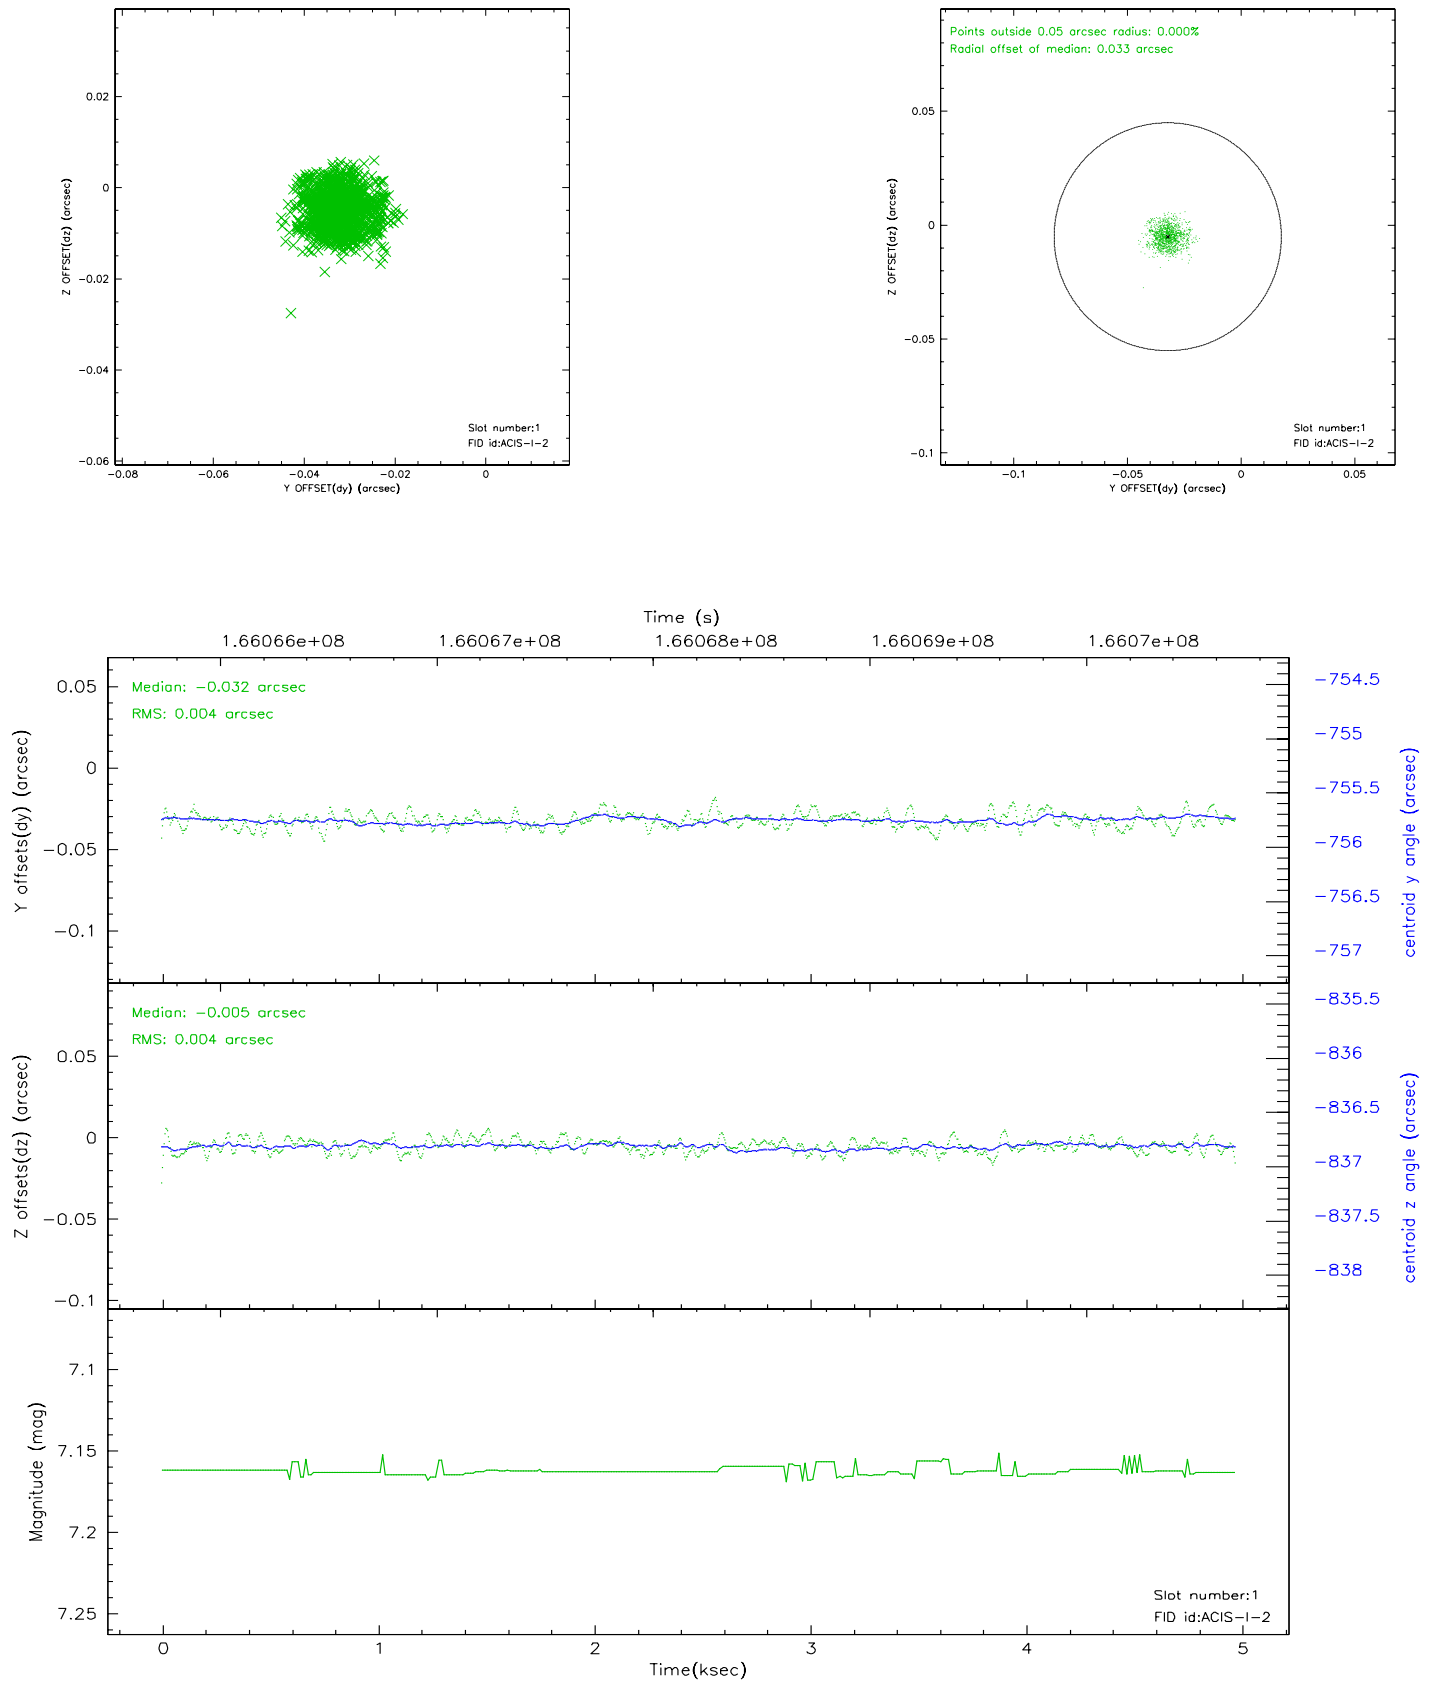 0.02
0
−0.02
−0.04
−0.06
−0.08
−0.06
−0.04
−0.02
0
Z OFFSET(dz) (arcsec)
Y OFFSET(dy) (arcsec)
Slot number:1
FID id:ACIS−I−2
Points outside 0.05 arcsec radius: 0.000%
Radial offset of median: 0.033 arcsec
0.05
0
−0.05
−0.1
−0.1
−0.05
0
0.05
Z OFFSET(dz) (arcsec)
Y OFFSET(dy) (arcsec)
Slot number:1
FID id:ACIS−I−2
Time (s)
1.66066e+08
1.66067e+08
1.66068e+08
1.66069e+08
1.6607e+08
Median: −0.032 arcsec
RMS: 0.004 arcsec
0.05
0
−0.05
−0.1
Y offsets(dy) (arcsec)
−754.5
−755
−755.5
−756
−756.5
−757
centroid y angle (arcsec)
Median: −0.005 arcsec
RMS: 0.004 arcsec
0.05
0
−0.05
−0.1
Z offsets(dz) (arcsec)
−835.5
−836
−836.5
−837
−837.5
−838
centroid z angle (arcsec)
7.1
7.15
7.2
7.25
Magnitude (mag)
Slot number:1
FID id:ACIS−I−2
0
1
2
3
4
5
Time(ksec)